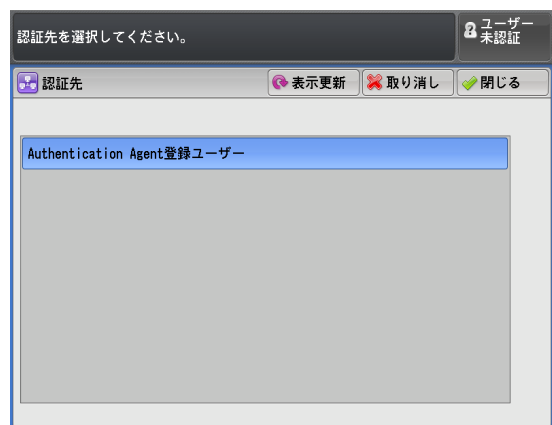 認証先を選択してください。
ユーザー
未認証
認証先
表示更新
取り消し
閉じる
Authentication Agent登録ユーザー